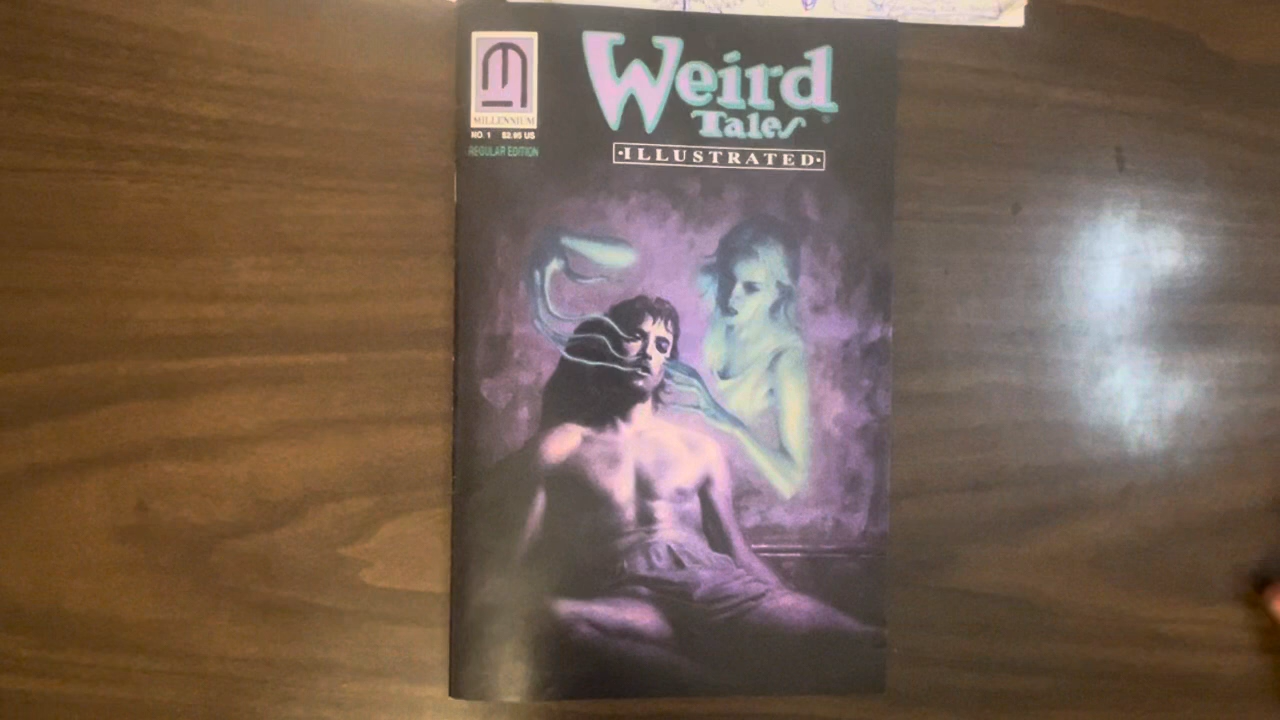 MILLENNIUM
NO. 1 $2.95 US
REGULAR EDITION
Weird
Tales®
•ILLUSTRATED•